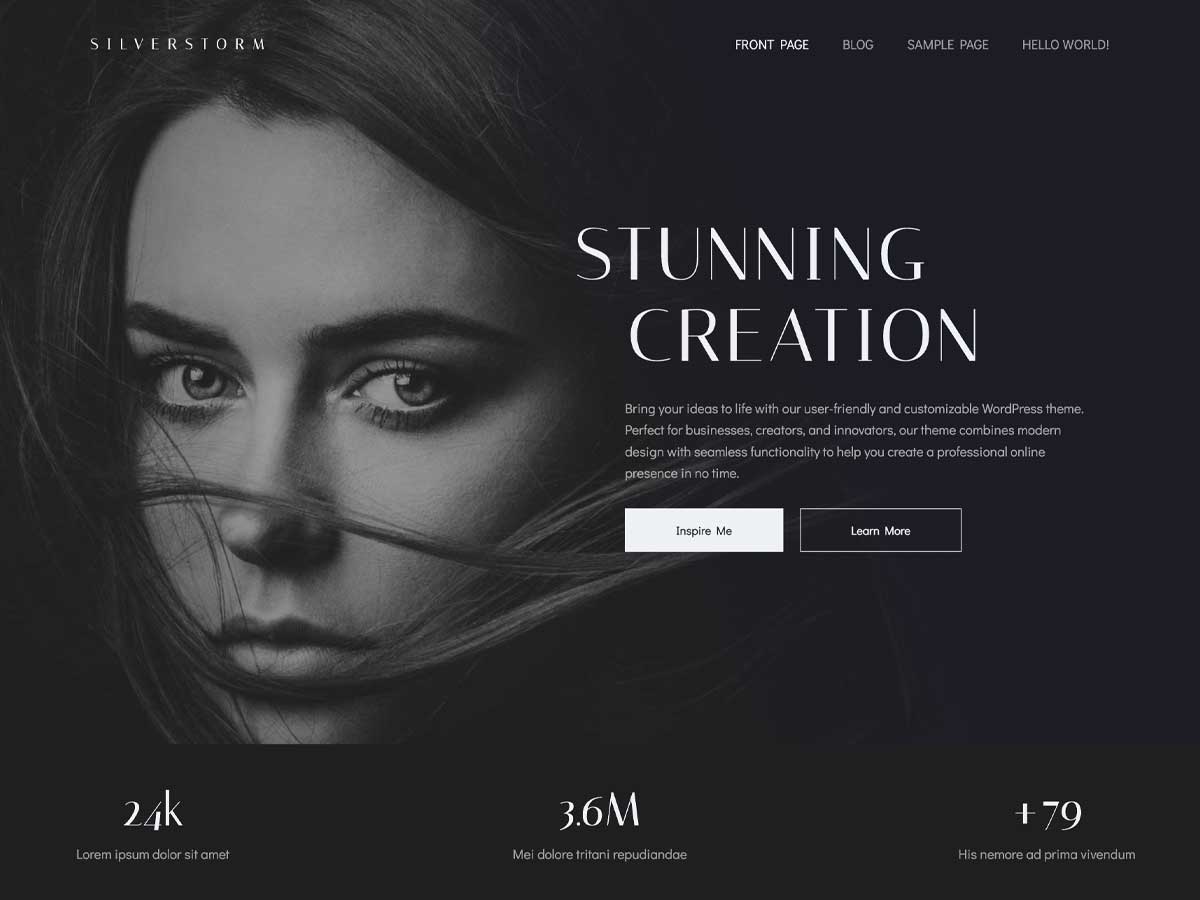 SILVERSTORM
FRONT PAGE BLOG SAMPLE PAGE HELLO WORLD!
STUNNING
CREATION
Bring your ideas to life with our user-friendly and customizable WordPress theme.
Perfect for businesses, creators, and innovators, our theme combines modern
design with seamless functionality to help you create a professional online
presence in no time.
Inspire Me Learn More
24k 3.6M +79
Lorem ipsum dolor sit amet Mei dolore tritani repudiandae His nemore ad prima vivendum